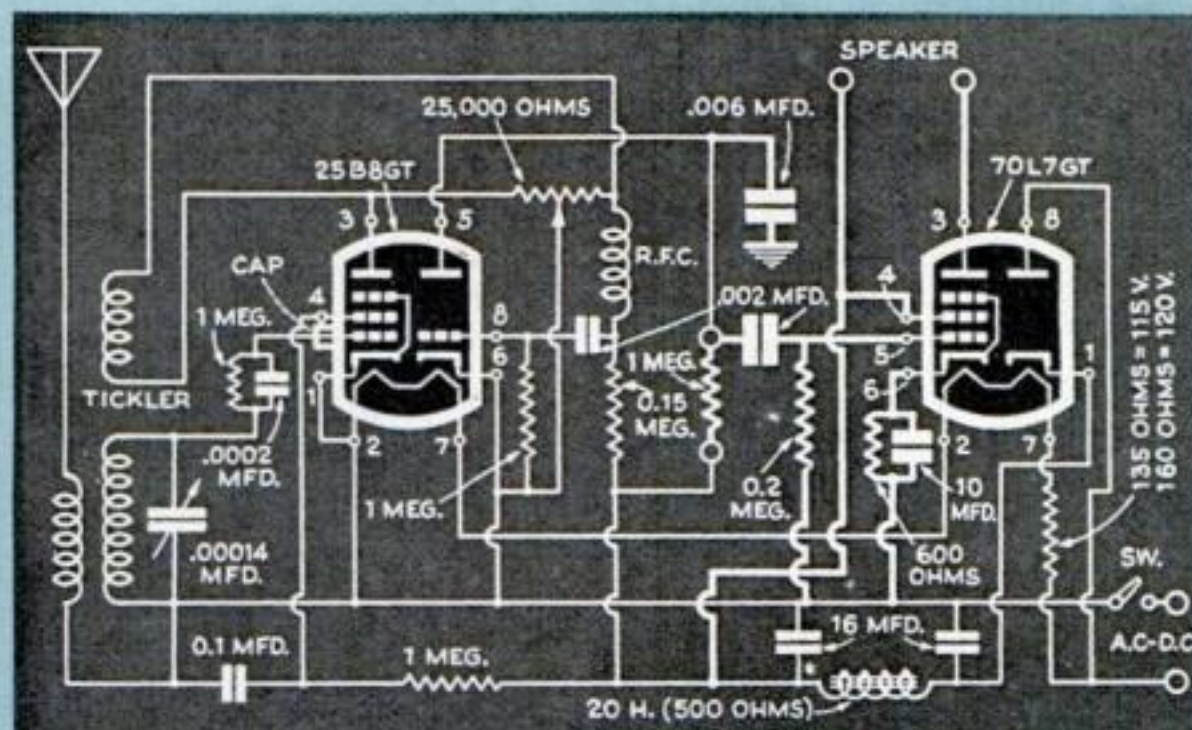 SPEAKER
25,000 OHMS
.006 MFD.
25B8GT
70L7GT
3
5
3
8
CAP
R.F.C.
4
4
.002 MFD.
1 MEG.
8
5
1
1 MEG.
6
6
TICKLER
1
0.15
MEG.
2
7
2
7
.0002
MFD.
1 MEG.
0.2
MEG.
10
MFD.
135 OHMS = 115 V.
160 OHMS = 120 V.
.00014
MFD.
600
OHMS
SW.
0.1 MFD.
1 MEG.
16 MFD.
A.C-D.C
20 H. (500 OHMS)